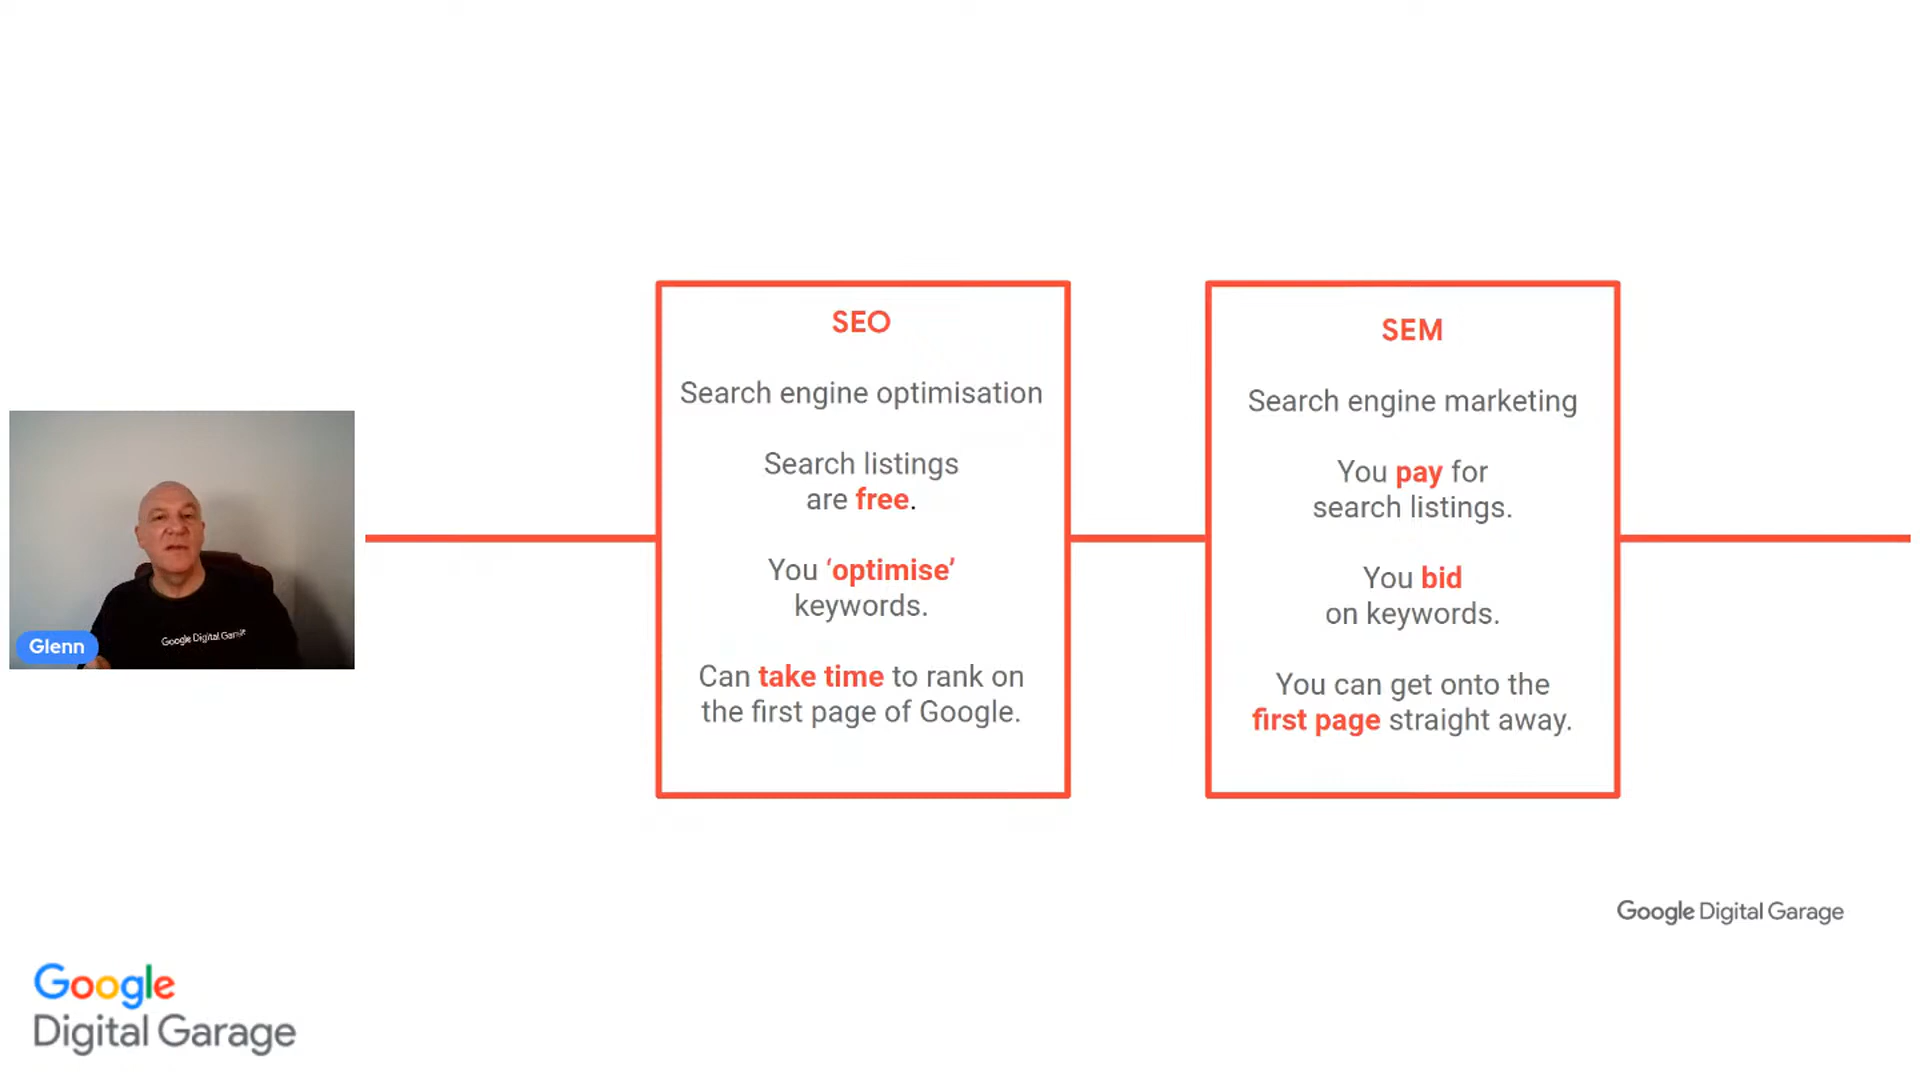 SEO
Search engine optimisation
Search listings
are free.
You ‘optimise’
keywords.
Can take time to rank on
the first page of Google.
SEM
Search engine marketing
You pay for
search listings.
You bid
on keywords.
You can get onto the
first page straight away.
Google Digital Garage
Glenn
Google
Digital Garage